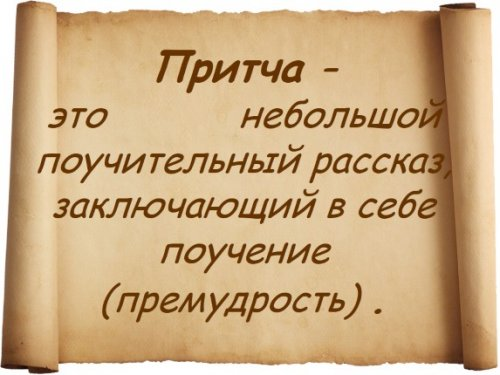 Притча -
это небольшой
поучительный рассказ,
заключающий в себе
поучение
(премудрость) .